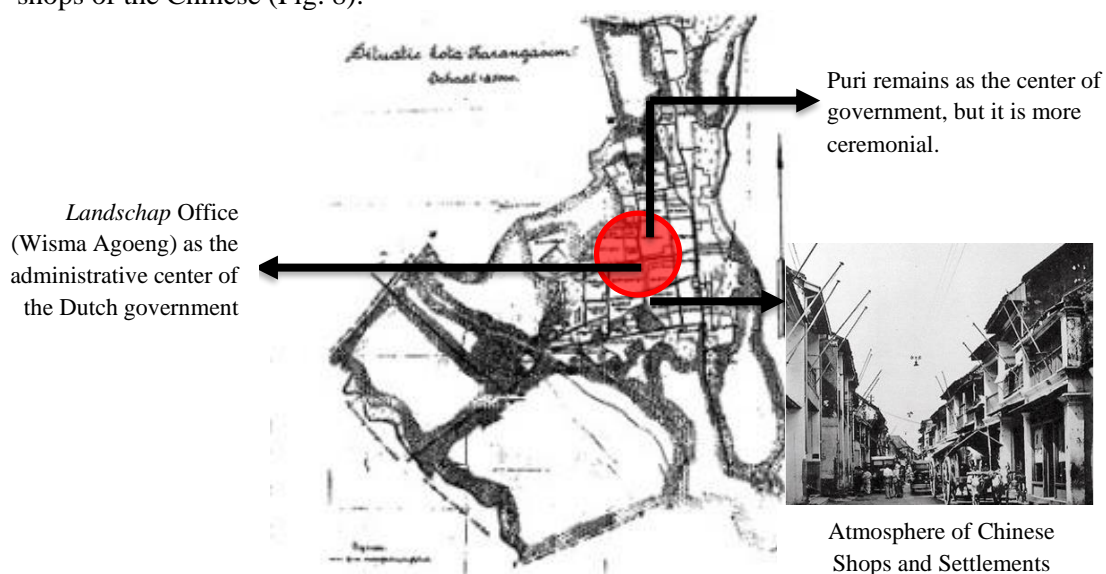 shops of the Chinese (Fig. 8).
Situatie kota Karangasem
Puri remains as the center of
government, but it is more
ceremonial.
Landschap Office
(Wisma Agoeng) as the
administrative center of
the Dutch government
Atmosphere of Chinese
Shops and Settlements